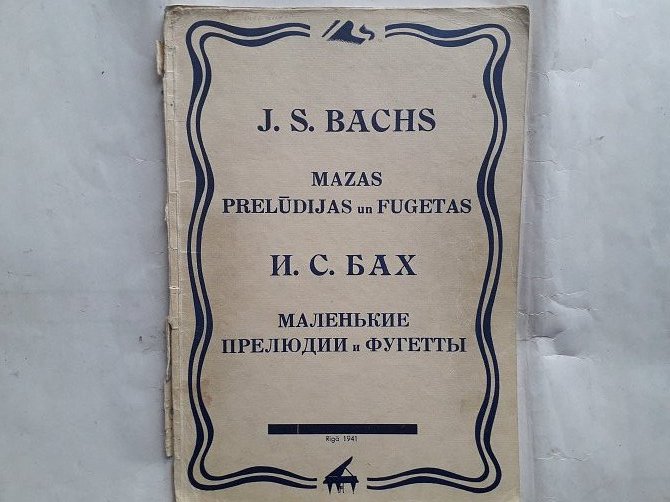 J. S. BACHS
MAZAS
PRELŪDIJAS un FUGETAS
И. С. БАХ
МАЛЕНЬКИЕ
ПРЕЛЮДИИ и ФУГЕТТЫ
Rīgā 1941